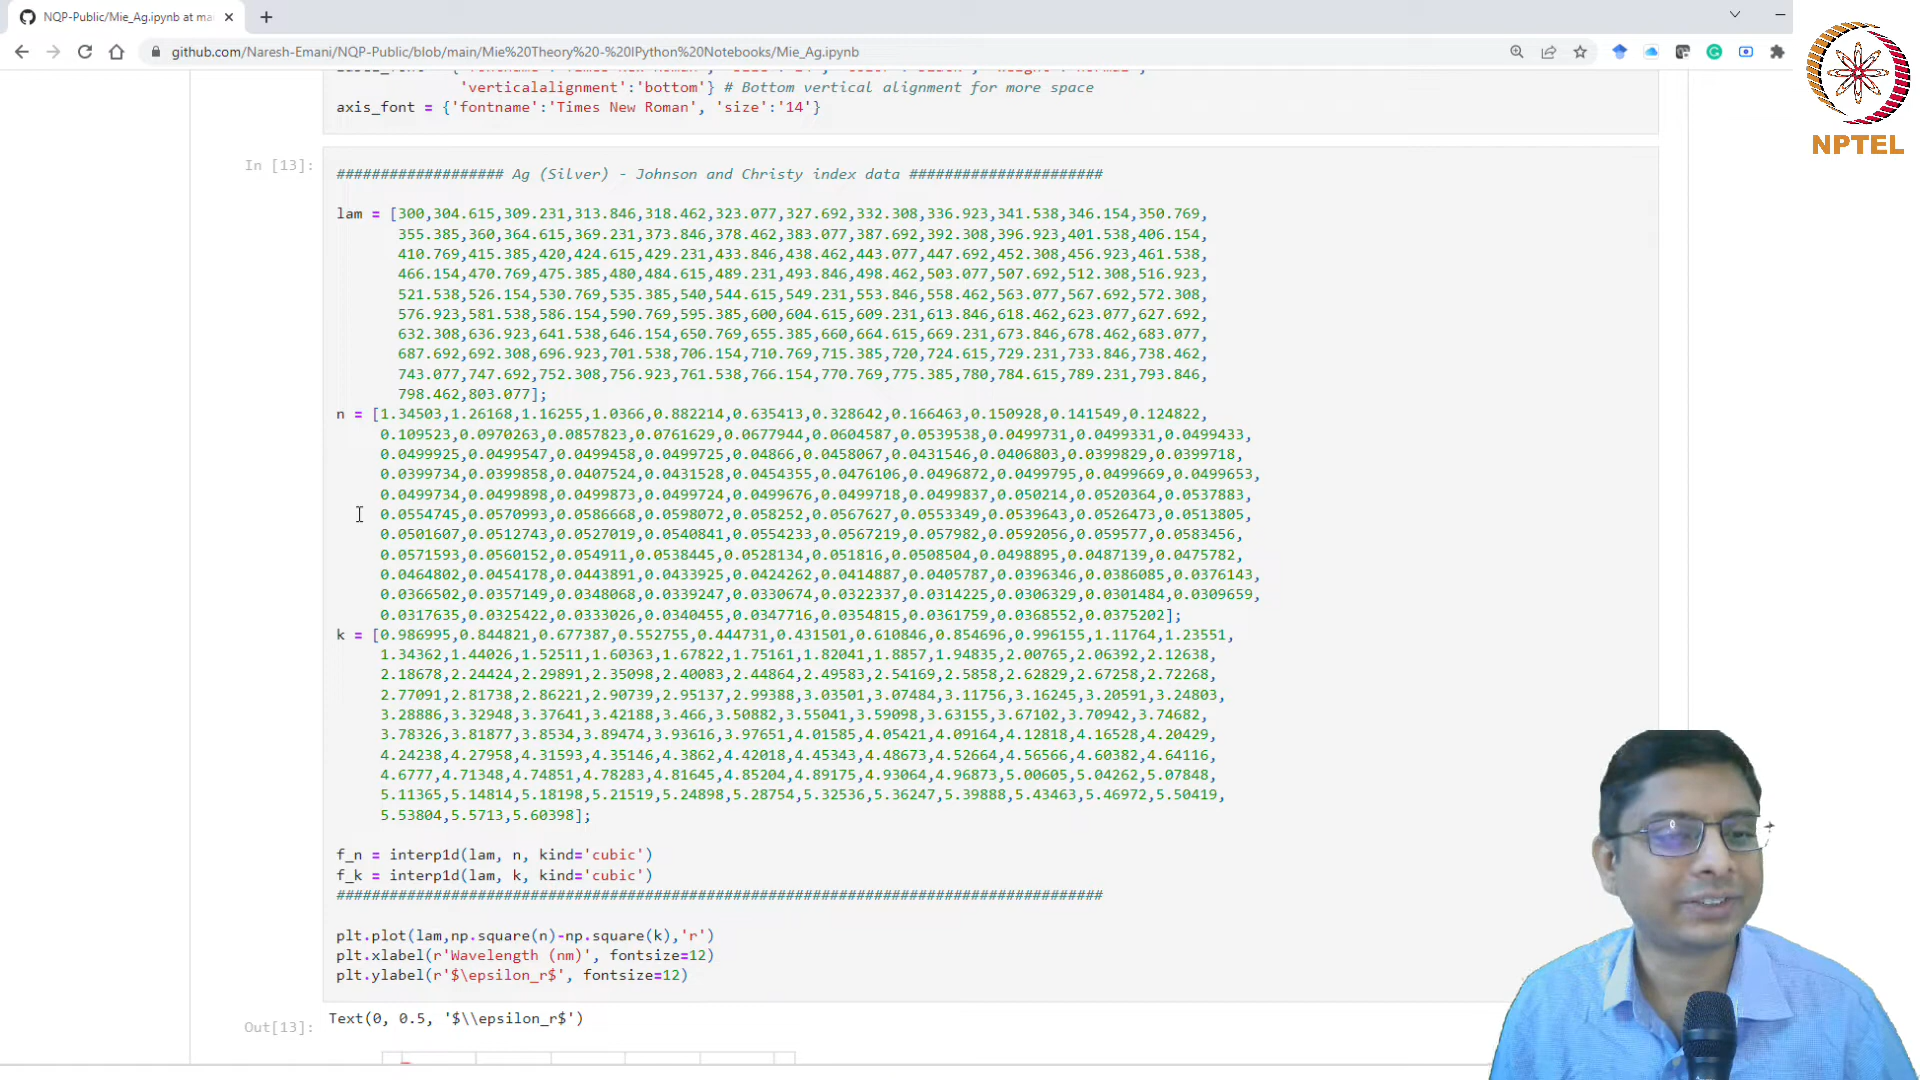 NQP-Public/Mie_Ag.ipynb at ma
github.com/Naresh-Emani/NQP-Public/blob/main/Mie%20Theory%20-%20IPython%20Notebooks/Mie_Ag.ipynb
NPTEL
'verticalalignment':'bottom'} # Bottom vertical alignment for more space
axis_font = {'fontname':'Times New Roman', 'size':'14'}
In [13]:
################### Ag (Silver) - Johnson and Christy index data ######################
lam = [300,304.615,309.231,313.846,318.462,323.077,327.692,332.308,336.923,341.538,346.154,350.769,
355.385,360,364.615,369.231,373.846,378.462,383.077,387.692,392.308,396.923,401.538,406.154,
410.769,415.385,420,424.615,429.231,433.846,438.462,443.077,447.692,452.308,456.923,461.538,
466.154,470.769,475.385,480,484.615,489.231,493.846,498.462,503.077,507.692,512.308,516.923,
521.538,526.154,530.769,535.385,540,544.615,549.231,553.846,558.462,563.077,567.692,572.308,
576.923,581.538,586.154,590.769,595.385,600,604.615,609.231,613.846,618.462,623.077,627.692,
632.308,636.923,641.538,646.154,650.769,655.385,660,664.615,669.231,673.846,678.462,683.077,
687.692,692.308,696.923,701.538,706.154,710.769,715.385,720,724.615,729.231,733.846,738.462,
743.077,747.692,752.308,756.923,761.538,766.154,770.769,775.385,780,784.615,789.231,793.846,
798.462,803.077];
n = [1.34503,1.26168,1.16255,1.0366,0.882214,0.635413,0.328642,0.166463,0.150928,0.141549,0.124822,
0.109523,0.0970263,0.0857823,0.0761629,0.0677944,0.0604587,0.0539538,0.0499731,0.0499331,0.0499433,
0.0499925,0.0499547,0.0499458,0.0499725,0.04866,0.0458067,0.0431546,0.0406803,0.0399829,0.0399718,
0.0399734,0.0399858,0.0407524,0.0431528,0.0454355,0.0476106,0.0496872,0.0499795,0.0499669,0.0499653,
0.0499734,0.0499898,0.0499873,0.0499724,0.0499676,0.0499718,0.0499837,0.050214,0.0520364,0.0537883,
0.0554745,0.0570993,0.0586668,0.0598072,0.058252,0.0567627,0.0553349,0.0539643,0.0526473,0.0513805,
0.0501607,0.0512743,0.0527019,0.0540841,0.0554233,0.0567219,0.057982,0.0592056,0.059577,0.0583456,
0.0571593,0.0560152,0.054911,0.0538445,0.0528134,0.051816,0.0508504,0.0498895,0.0487139,0.0475782,
0.0464802,0.0454178,0.0443891,0.0433925,0.0424262,0.0414887,0.0405787,0.0396346,0.0386085,0.0376143,
0.0366502,0.0357149,0.0348068,0.0339247,0.0330674,0.0322337,0.0314225,0.0306329,0.0301484,0.0309659,
0.0317635,0.0325422,0.0333026,0.0340455,0.0347716,0.0354815,0.0361759,0.0368552,0.0375202];
k = [0.986995,0.844821,0.677387,0.552755,0.444731,0.431501,0.610846,0.854696,0.996155,1.11764,1.23551,
1.34362,1.44026,1.52511,1.60363,1.67822,1.75161,1.82041,1.8857,1.94835,2.00765,2.06392,2.12638,
2.18678,2.24424,2.29891,2.35098,2.40083,2.44864,2.49583,2.54169,2.5858,2.62829,2.67258,2.72268,
2.77091,2.81738,2.86221,2.90739,2.95137,2.99388,3.03501,3.07484,3.11756,3.16245,3.20591,3.24803,
3.28886,3.32948,3.37641,3.42188,3.466,3.50882,3.55041,3.59098,3.63155,3.67102,3.70942,3.74682,
3.78326,3.81877,3.8534,3.89474,3.93616,3.97651,4.01585,4.05421,4.09164,4.12818,4.16528,4.20429,
4.24238,4.27958,4.31593,4.35146,4.3862,4.42018,4.45343,4.48673,4.52664,4.56566,4.60382,4.64116,
4.6777,4.71348,4.74851,4.78283,4.81645,4.85204,4.89175,4.93064,4.96873,5.00605,5.04262,5.07848,
5.11365,5.14814,5.18198,5.21519,5.24898,5.28754,5.32536,5.36247,5.39888,5.43463,5.46972,5.50419,
5.53804,5.5713,5.60398];
f_n = interp1d(lam, n, kind='cubic')
f_k = interp1d(lam, k, kind='cubic')
#######################################################################################
plt.plot(lam,np.square(n)-np.square(k),'r')
plt.xlabel(r'Wavelength (nm)', fontsize=12)
plt.ylabel(r'$\epsilon_r$', fontsize=12)
Out[13]:
Text(0, 0.5, '$\\epsilon_r$')